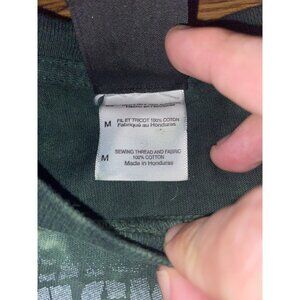 M
FIL ET TRICOT 100% COTON
Fabriqué au Honduras
M
SEWING THREAD AND FABRIC
100% COTTON
Made in Honduras